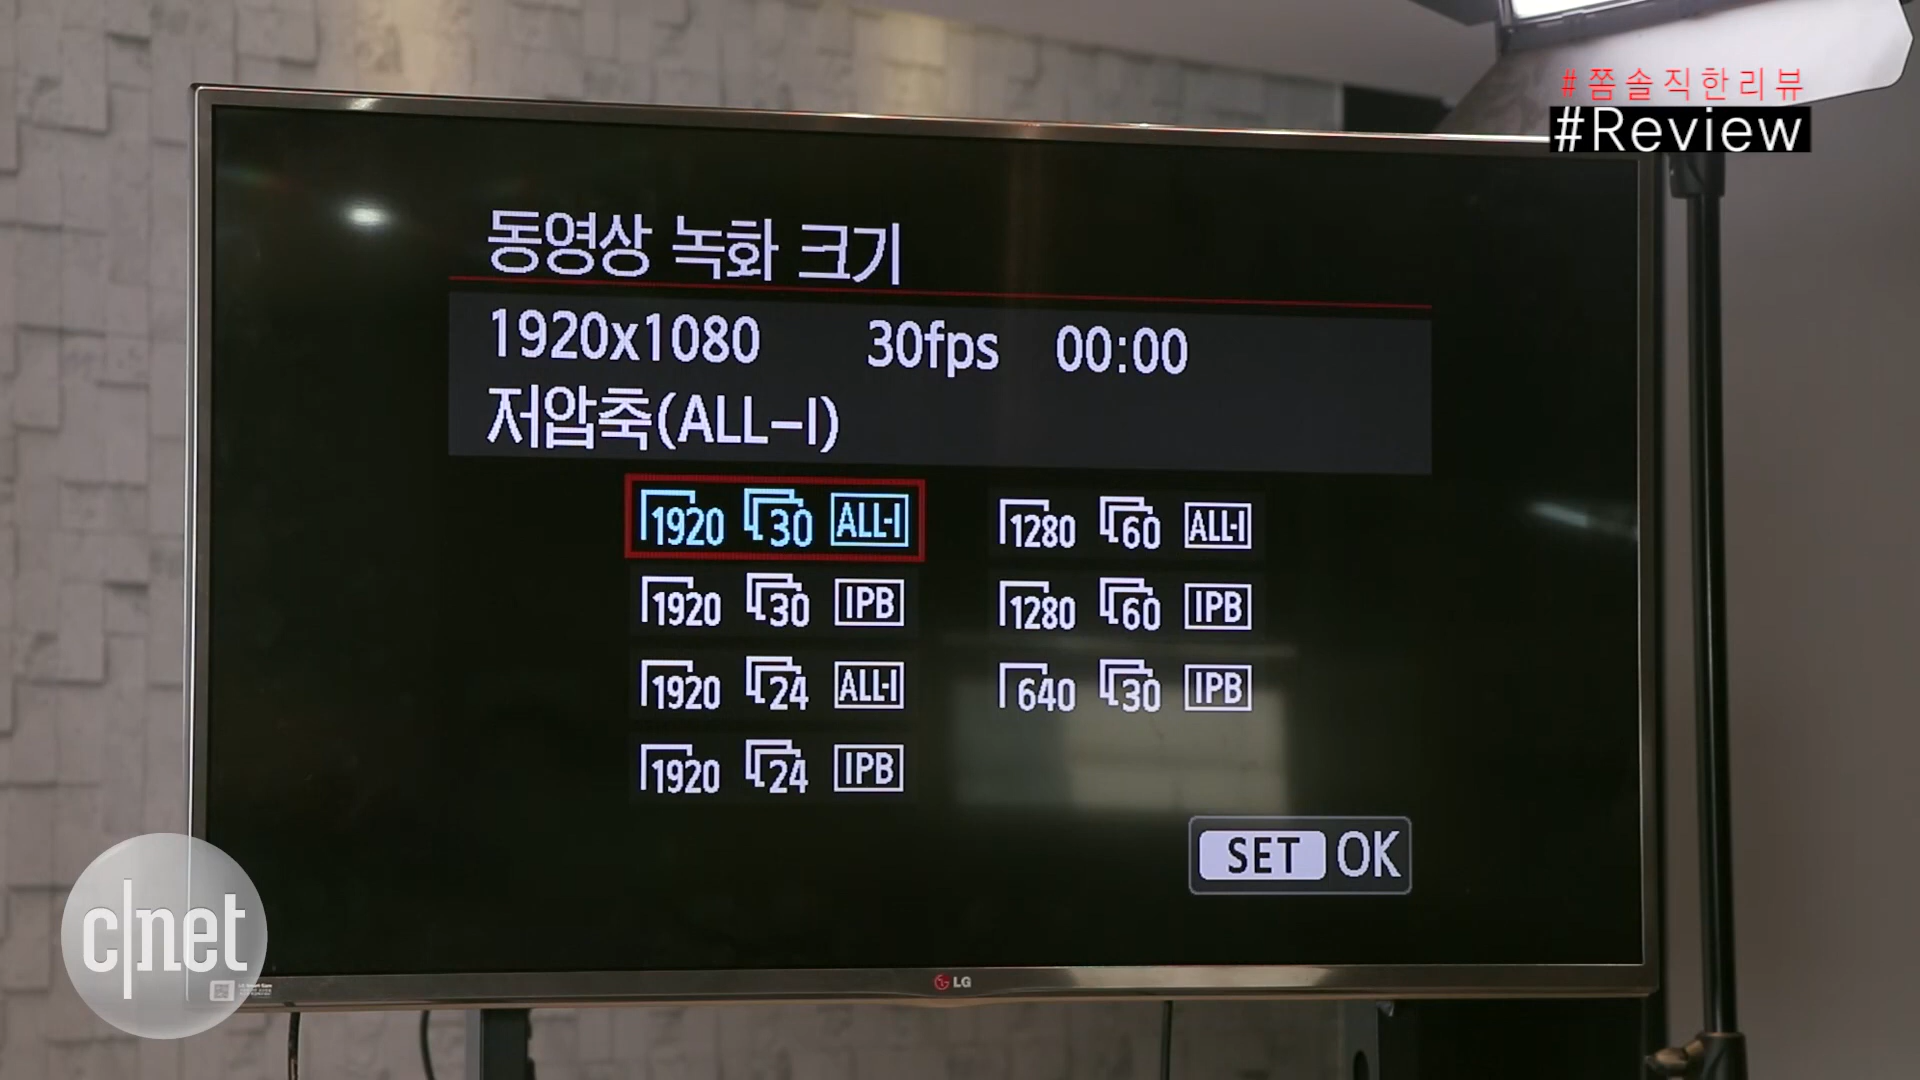 #쫌솔직한리뷰
#Review
동영상 녹화 크기
1920x1080 30fps 00:00
저압축(ALL-I)
1920 30 ALL-I 1280 60 ALL-I
1920 30 IPB 1280 60 IPB
1920 24 ALL-I 640 30 IPB
1920 24 IPB
SET OK
c|net
LG